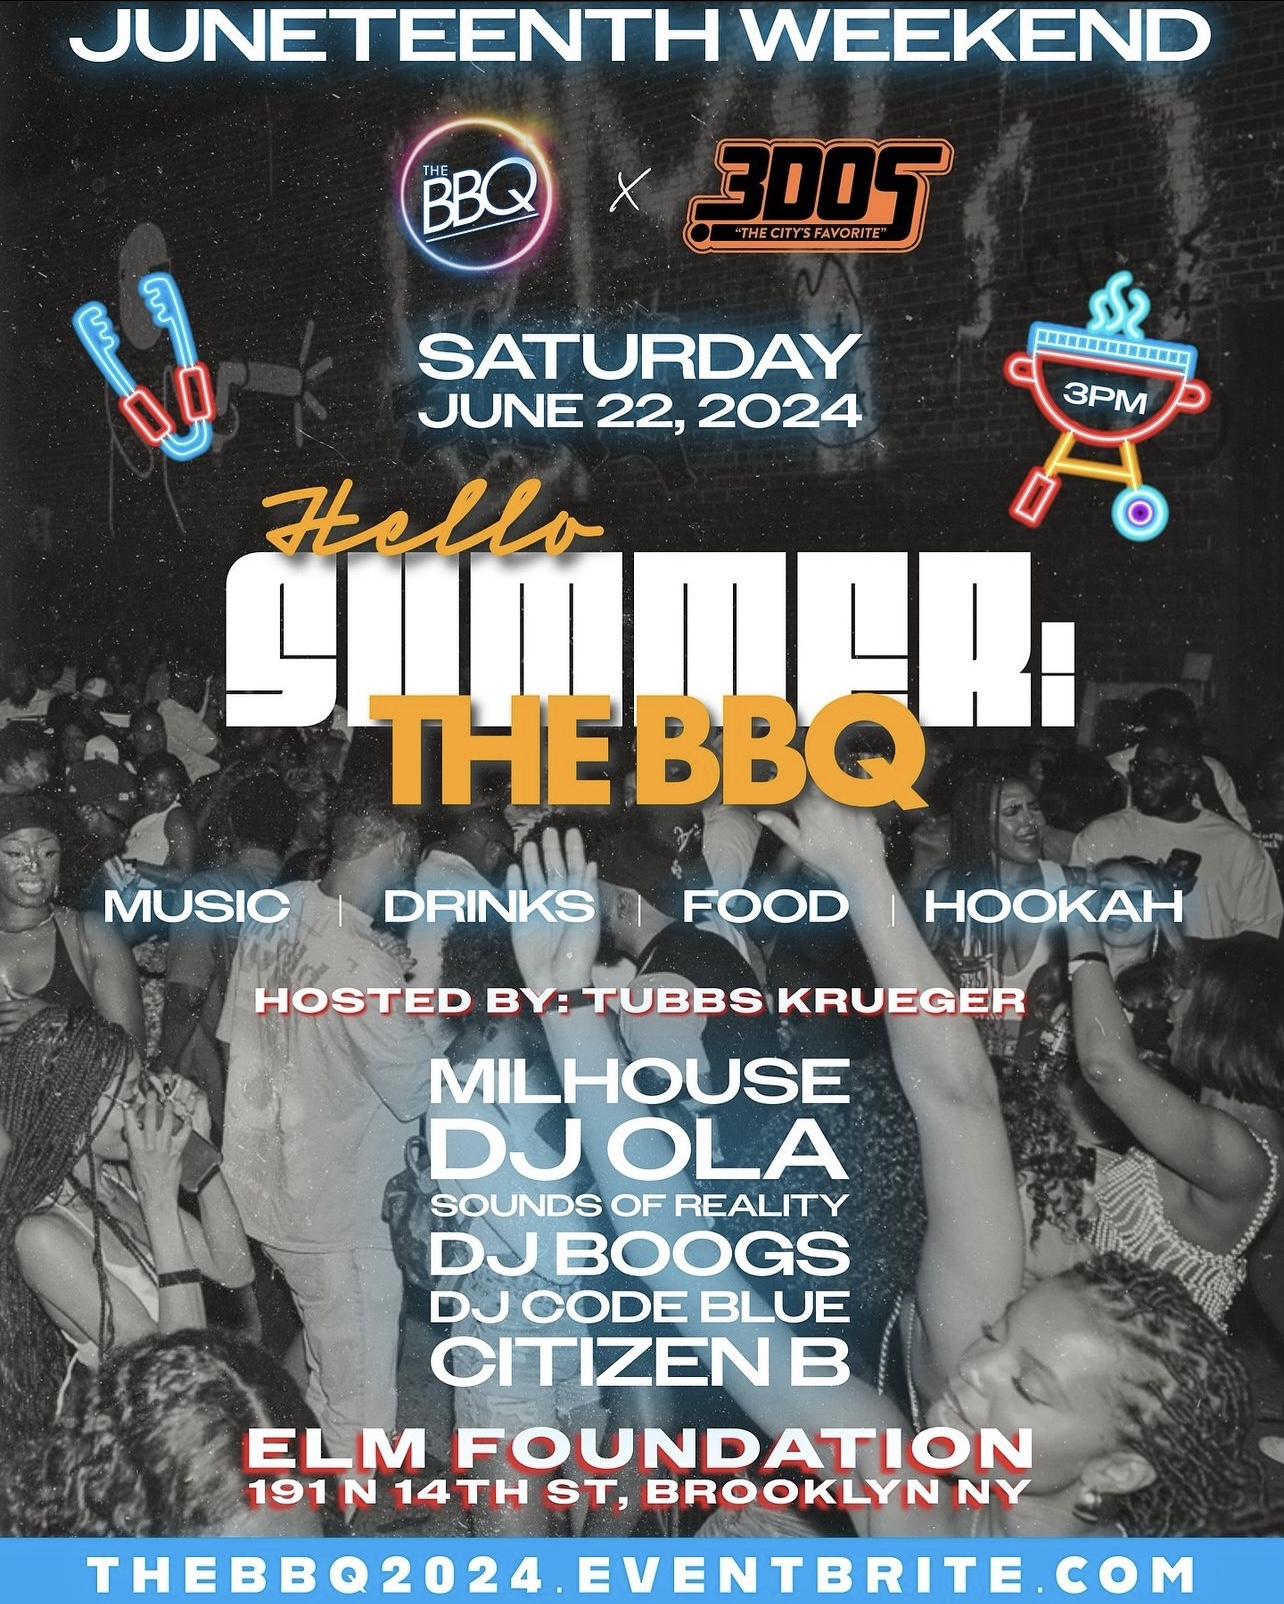 JUNETEENTH WEEKEND
THE
BBQ
X
3DOS
"THE CITY'S FAVORITE"
SATURDAY
JUNE 22, 2024
3PM
Hello
SUMMER:
THE BBQ
MUSIC | DRINKS | FOOD | HOOKAH
HOSTED BY: TUBBS KRUEGER
MILHOUSE
DJ OLA
SOUNDS OF REALITY
DJ BOOGS
DJ CODE BLUE
CITIZEN B
ELM FOUNDATION
191 N 14TH ST, BROOKLYN NY
THEBBQ2024.EVENTBRITE.COM